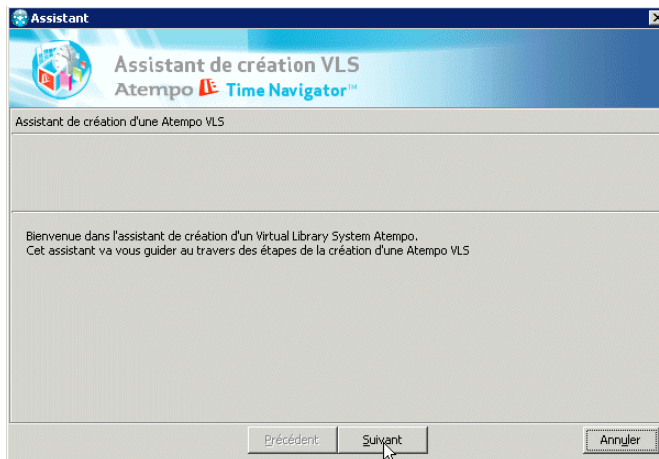 Assistant
Assistant de création VLS
Atempo Time Navigator™
Assistant de création d'une Atempo VLS
Bienvenue dans l'assistant de création d'un Virtual Library System Atempo.
Cet assistant va vous guider au travers des étapes de la création d'une Atempo VLS
Précédent Suivant Annuler